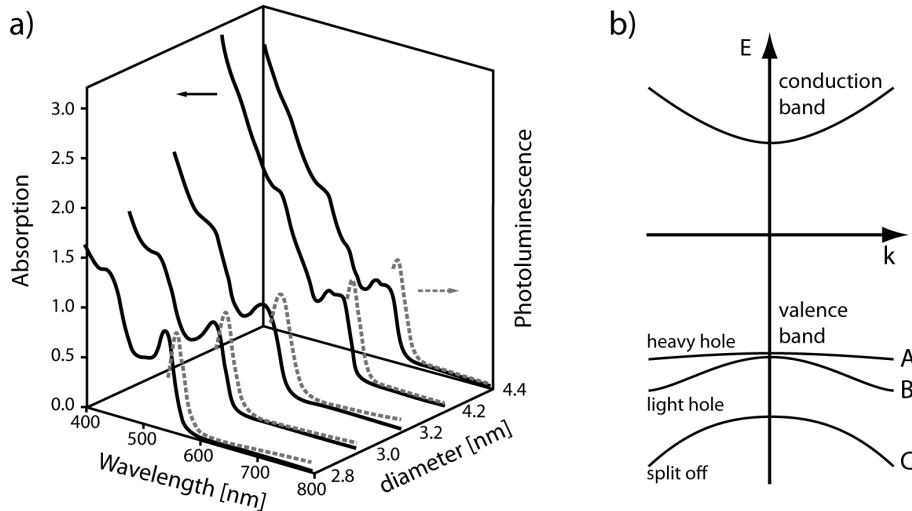 a)
Absorption
3.0
2.5
2.0
1.5
1.0
0.5
0.0
400
500
600
700
800
Wavelength [nm]
2.8
3.0
3.2
4.2
4.4
diameter [nm]
Photoluminescence
b)
E
conduction
band
k
valence
band
heavy hole
A
B
light hole
C
split off